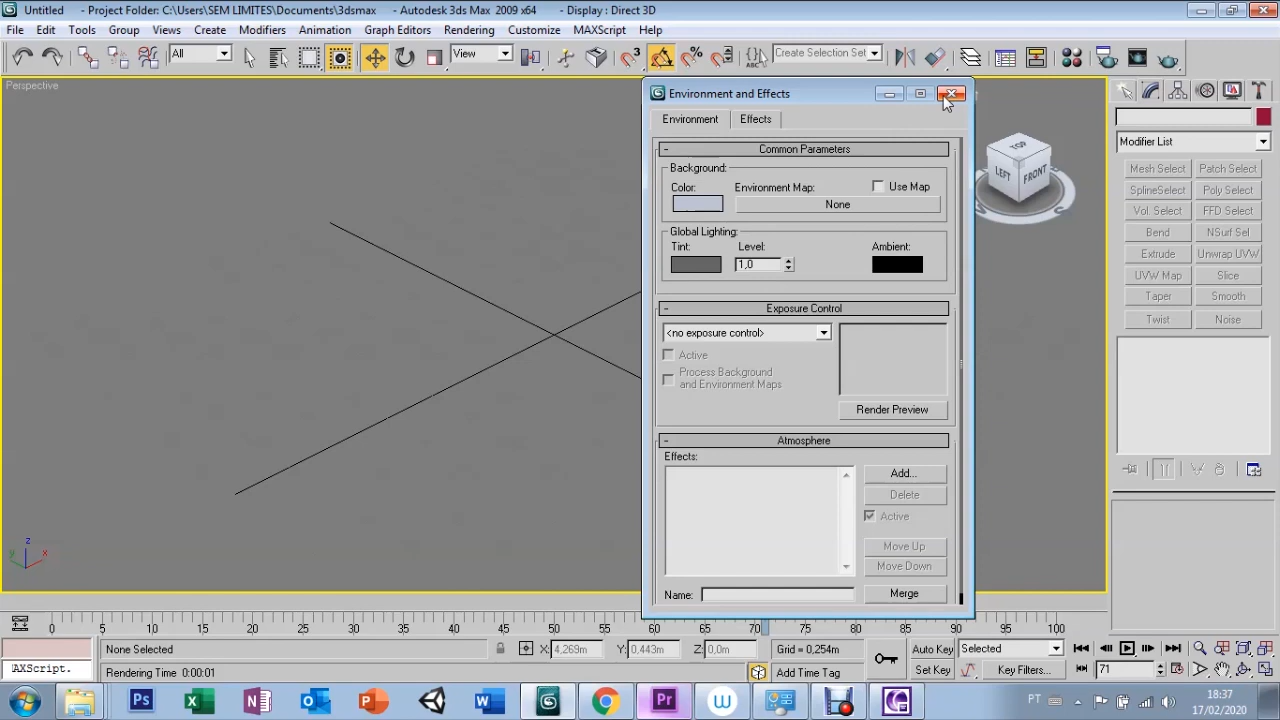 Untitled - Project Folder: C:\Users\SEM LIMITES\Documents\3dsmax - Autodesk 3ds Max 2009 x64 - Display : Direct 3D
File Edit Tools Group Views Create Modifiers Animation Graph Editors Rendering Customize MAXScript Help
All View Create Selection Set
Perspective
Environment and Effects
Environment Effects
- Common Parameters
Background:
Color: Environment Map: Use Map
None
Global Lighting:
Tint: Level: Ambient:
1,0
- Exposure Control
<no exposure control>
Active
Process Background
and Environment Maps
Render Preview
- Atmosphere
Effects:
Add...
Delete
Active
Move Up
Move Down
Name: Merge
TOP
LEFT FRONT
Modifier List
Mesh Select Patch Select
SplineSelect Poly Select
Vol. Select FFD Select
Bend NSurf Sel
Extrude Unwrap UVW
UVW Map Slice
Taper Smooth
Twist Noise
z
y x
0 5 10 15 20 25 30 35 40 45 50 55 60 65 70 75 80 85 90 95 100
None Selected X: 4,269m Y: 0,443m Z: 0,0m Grid = 0,254m Auto Key Selected
AXScript. Rendering Time 0:00:01 Add Time Tag Set Key Key Filters... 71
Ps X N O P W Pr W C
PT 18:37
17/02/2020